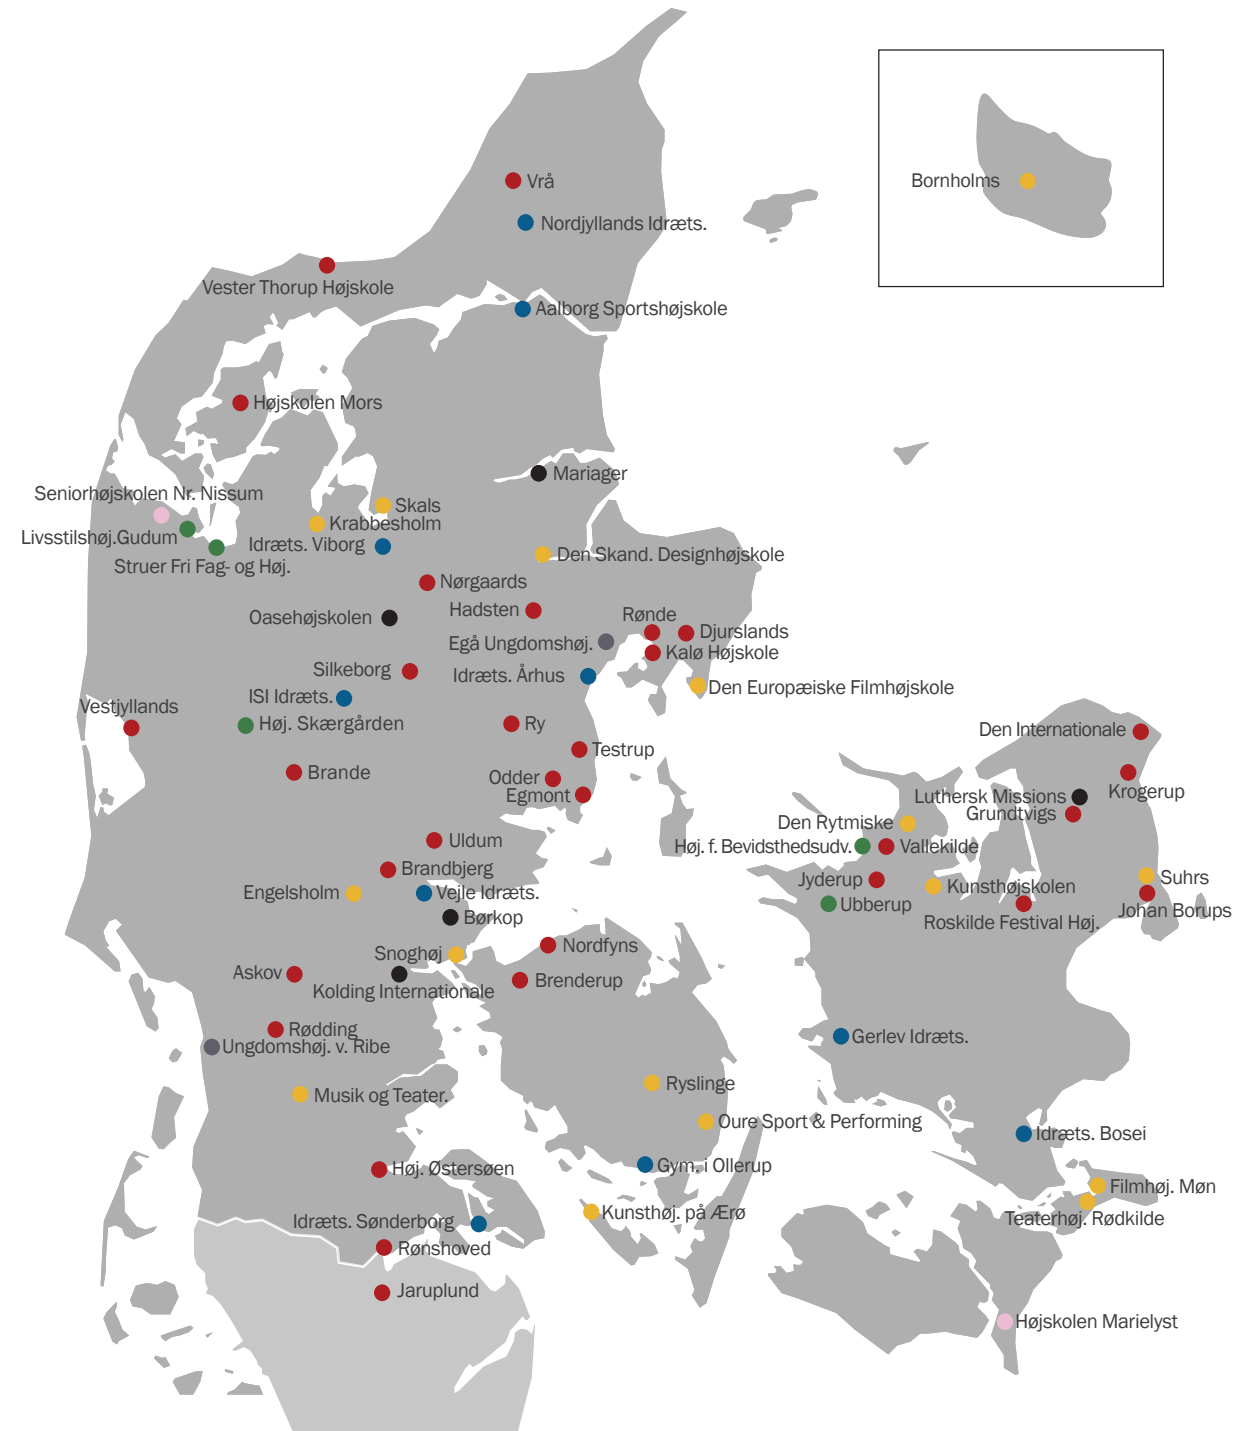 Vrå
Bornholms
Nordjyllands Idræts.
Vester Thorup Højskole
Aalborg Sportshøjskole
Højskolen Mors
Mariager
Seniorhøjskolen Nr. Nissum
Skals
Krabbesholm
Livsstilshøj.Gudum
Idræts. Viborg
Den Skand. Designhøjskole
Struer Fri Fag- og Høj.
Nørgaards
Hadsten
Oasehøjskolen
Rønde
Djurslands
Egå Ungdomshøj.
Kalø Højskole
Silkeborg
Idræts. Århus
Den Europæiske Filmhøjskole
ISI Idræts.
Vestjyllands
Høj. Skærgården
Ry
Den Internationale
Testrup
Brande
Odder
Egmont
Krogerup
Luthersk Missions
Grundtvigs
Den Rytmiske
Uldum
Høj. f. Bevidsthedsudv.
Vallekilde
Brandbjerg
Jyderup
Suhrs
Kunsthøjskolen
Engelsholm
Vejle Idræts.
Ubberup
Johan Borups
Børkop
Roskilde Festival Høj.
Nordfyns
Snoghøj
Askov
Brenderup
Kolding Internationale
Rødding
Gerlev Idræts.
Ungdomshøj. v. Ribe
Ryslinge
Musik og Teater.
Oure Sport & Performing
Idræts. Bosei
Gym. i Ollerup
Høj. Østersøen
Filmhøj. Møn
Kunsthøj. på Ærø
Teaterhøj. Rødkilde
Idræts. Sønderborg
Rønshoved
Jaruplund
Højskolen Marielyst